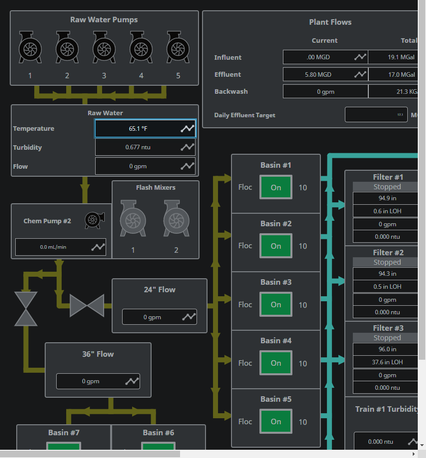 Raw Water Pumps
1 2 3 4 5
Raw Water
Temperature 65.1 °F
Turbidity 0.677 ntu
Flow 0 gpm
Plant Flows
Current Total
Influent .00 MGD 19.1 MGal
Effluent 5.80 MGD 17.0 MGal
Backwash 0 gpm 21.3 KG
Daily Effluent Target
Flash Mixers
1 2
Chem Pump #2
0.0 mL/min
24" Flow
0 gpm
36" Flow
0 gpm
Basin #7
On
Basin #6
On
Basin #1
Floc On 10
Basin #2
Floc On 10
Basin #3
Floc On 10
Basin #4
Floc On 10
Basin #5
Floc On 10
Filter #1
Stopped
94.9 in
0.6 in LOH
0 gpm
0.000 ntu
Filter #2
Stopped
94.3 in
0.5 in LOH
0 gpm
0.000 ntu
Filter #3
Stopped
96.0 in
37.6 in LOH
0 gpm
0.000 ntu
Train #1 Turbidity
0.000 ntu